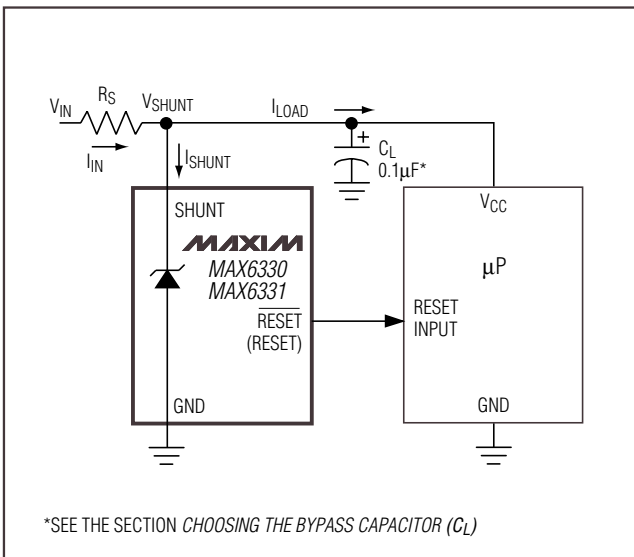 V_IN
R_S
V_SHUNT
I_LOAD
I_IN
I_SHUNT
+
C_L
0.1µF*
SHUNT
MAXIM
MAX6330
MAX6331
RESET
(RESET)
GND
V_CC
µP
RESET
INPUT
GND
*SEE THE SECTION CHOOSING THE BYPASS CAPACITOR (C_L)